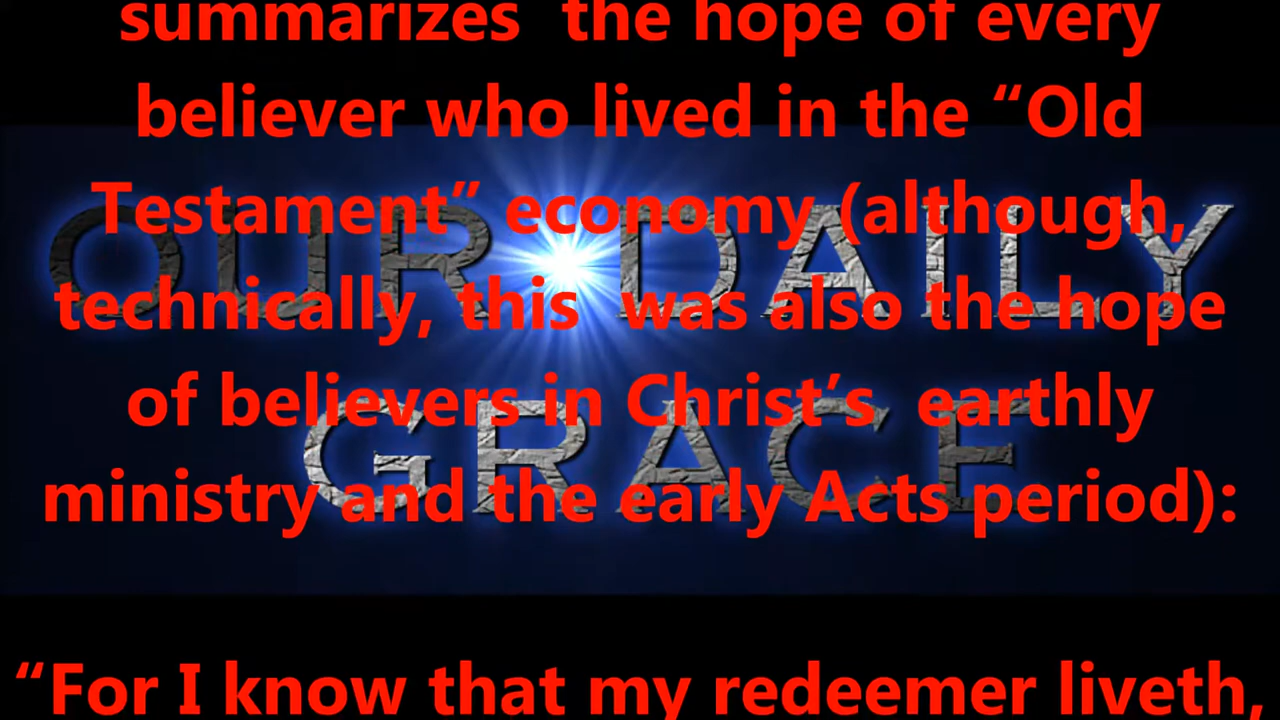 summarizes the hope of every
believer who lived in the “Old
Testament” economy (although,
technically, this was also the hope
of believers in Christ’s earthly
ministry and the early Acts period):
“For I know that my redeemer liveth,
OUR DAILY
GRACE